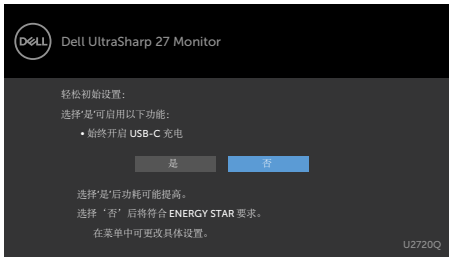 DELL
Dell UltraSharp 27 Monitor
轻松初始设置:
选择'是'可启用以下功能:
• 始终开启 USB-C 充电
是 否
选择'是'后功耗可能提高。
选择‘否’后将符合 ENERGY STAR 要求。
在菜单中可更改具体设置。
U2720Q